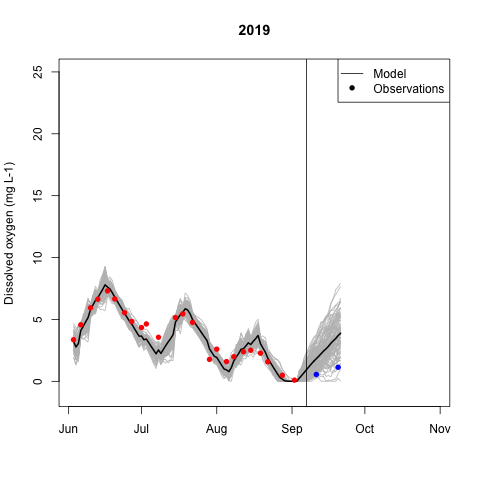 2019
Model
Observations
Dissolved oxygen (mg L-1)
25
20
15
10
5
0
Jun Jul Aug Sep Oct Nov